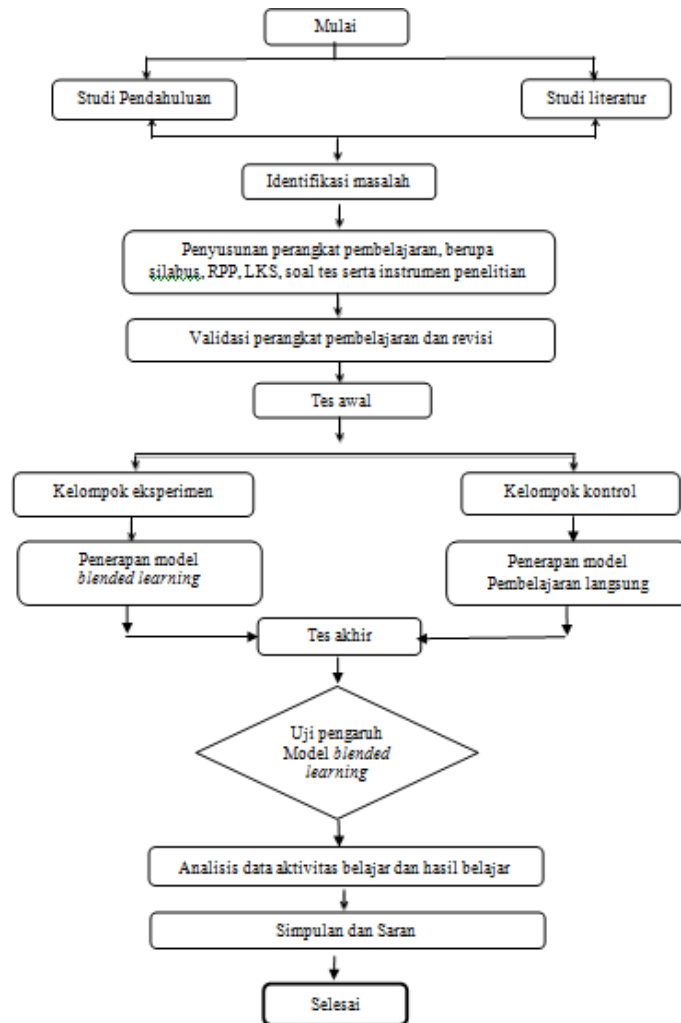 Mulai
Studi Pendahuluan
Studi literatur
Identifikasi masalah
Penyusunan perangkat pembelajaran, berupa
silabus, RPP, LKS, soal tes serta instrumen penelitian
Validasi perangkat pembelajaran dan revisi
Tes awal
Kelompok eksperimen
Kelompok kontrol
Penerapan model
blended learning
Penerapan model
Pembelajaran langsung
Tes akhir
Uji pengaruh
Model blended
learning
Analisis data aktivitas belajar dan hasil belajar
Simpulan dan Saran
Selesai